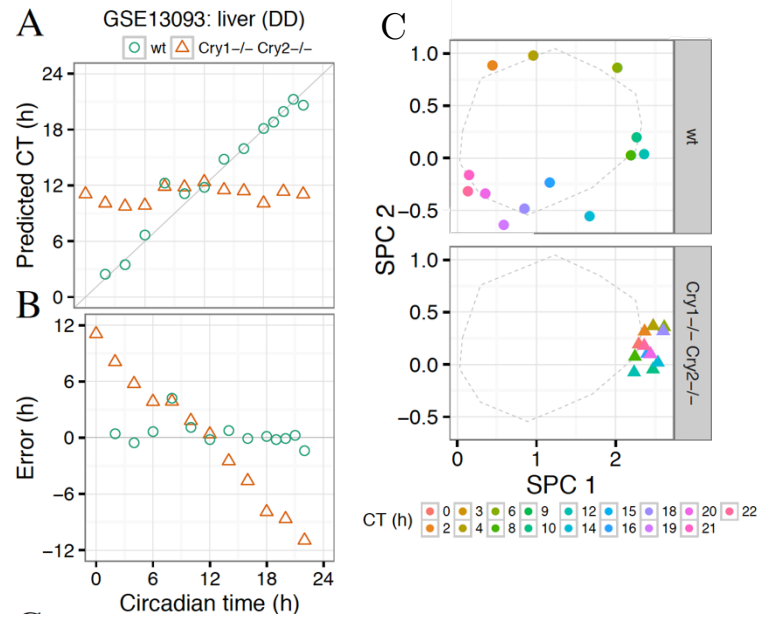 A
GSE13093: liver (DD)
wt Cry1−/− Cry2−/−
Predicted CT (h)
24
18
12
6
0
B
Error (h)
12
6
0
−6
−12
0 6 12 18 24
Circadian time (h)
C
SPC 2
1.0
0.5
0.0
−0.5
wt
1.0
0.5
0.0
−0.5
Cry1−/− Cry2−/−
0 1 2
SPC 1
CT (h)
0 3 6 9 12 15 18 20 22
2 4 8 10 14 16 19 21